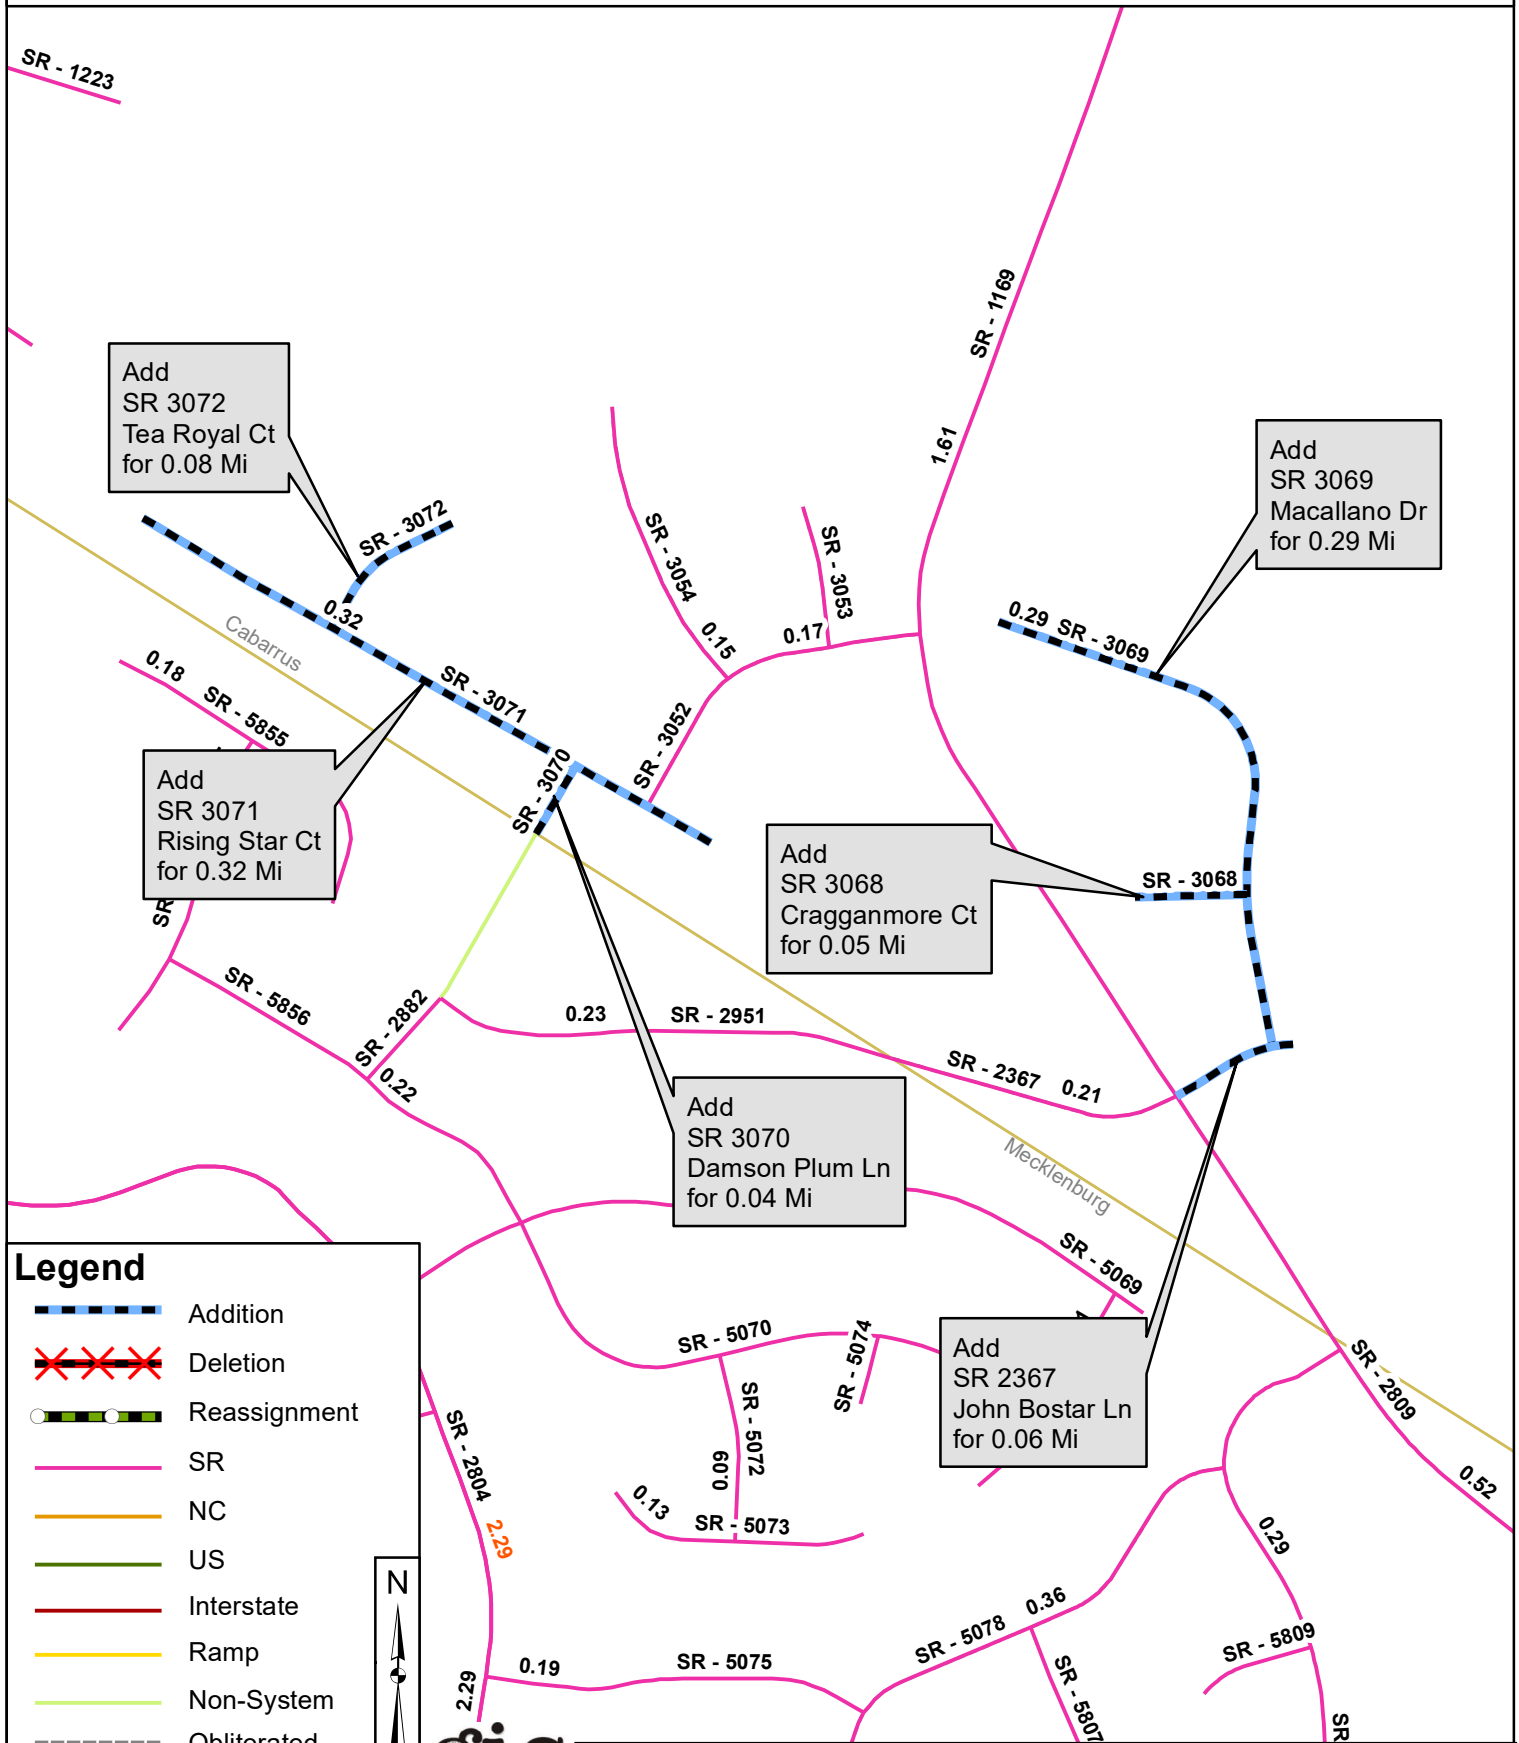 SR - 1223
SR - 1169
1.61
Add
SR 3072
Tea Royal Ct
for 0.08 Mi
Add
SR 3069
Macallano Dr
for 0.29 Mi
SR - 3072
0.32
SR - 3054
0.15
SR - 3053
0.17
0.29 SR - 3069
Cabarrus
0.18 SR - 5855
SR - 3071
SR - 3052
SR - 3070
Add
SR 3071
Rising Star Ct
for 0.32 Mi
SR
Add
SR 3068
Cragganmore Ct
for 0.05 Mi
SR - 3068
SR - 5856
SR - 2882
0.22
0.23
SR - 2951
SR - 2367 0.21
Add
SR 3070
Damson Plum Ln
for 0.04 Mi
Mecklenburg
SR - 5069
Add
SR 2367
John Bostar Ln
for 0.06 Mi
SR - 5070
SR - 5074
SR - 5072
0.09
0.13
SR - 5073
SR - 2809
0.52
SR - 2804
2.29
2.29
0.19
SR - 5075
SR - 5078
0.36
SR - 5807
0.29
SR - 5809
SR
Legend
Addition
Deletion
Reassignment
SR
NC
US
Interstate
Ramp
Non-System
Obliterated
N